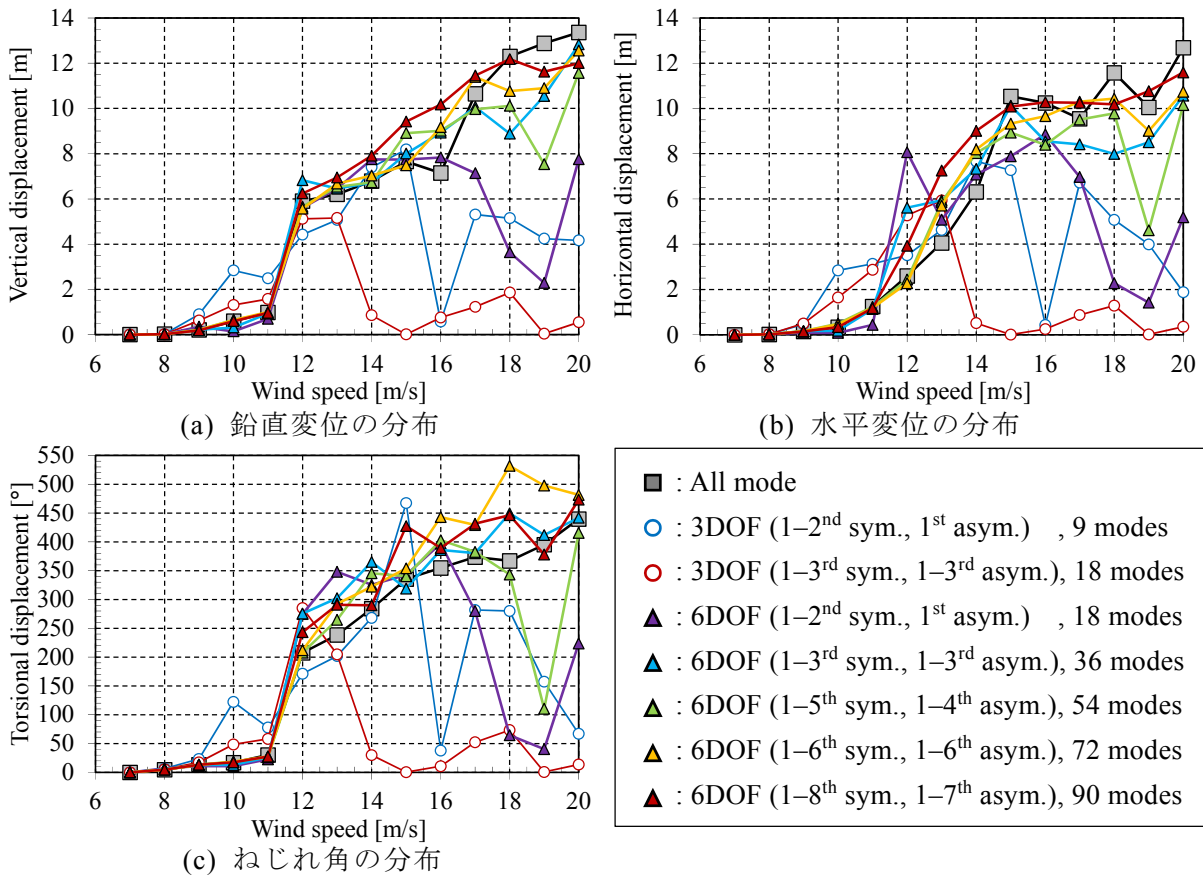 14
12
10
8
6
4
2
0
Vertical displacement [m]
6 8 10 12 14 16 18 20
Wind speed [m/s]
(a) 鉛直変位の分布
14
12
10
8
6
4
2
0
Horizontal displacement [m]
6 8 10 12 14 16 18 20
Wind speed [m/s]
(b) 水平変位の分布
550
500
450
400
350
300
250
200
150
100
50
0
Torsional displacement [°]
6 8 10 12 14 16 18 20
Wind speed [m/s]
(c) ねじれ角の分布
: All mode
: 3DOF (1–2nd sym., 1st asym.) , 9 modes
: 3DOF (1–3rd sym., 1–3rd asym.), 18 modes
: 6DOF (1–2nd sym., 1st asym.) , 18 modes
: 6DOF (1–3rd sym., 1–3rd asym.), 36 modes
: 6DOF (1–5th sym., 1–4th asym.), 54 modes
: 6DOF (1–6th sym., 1–6th asym.), 72 modes
: 6DOF (1–8th sym., 1–7th asym.), 90 modes